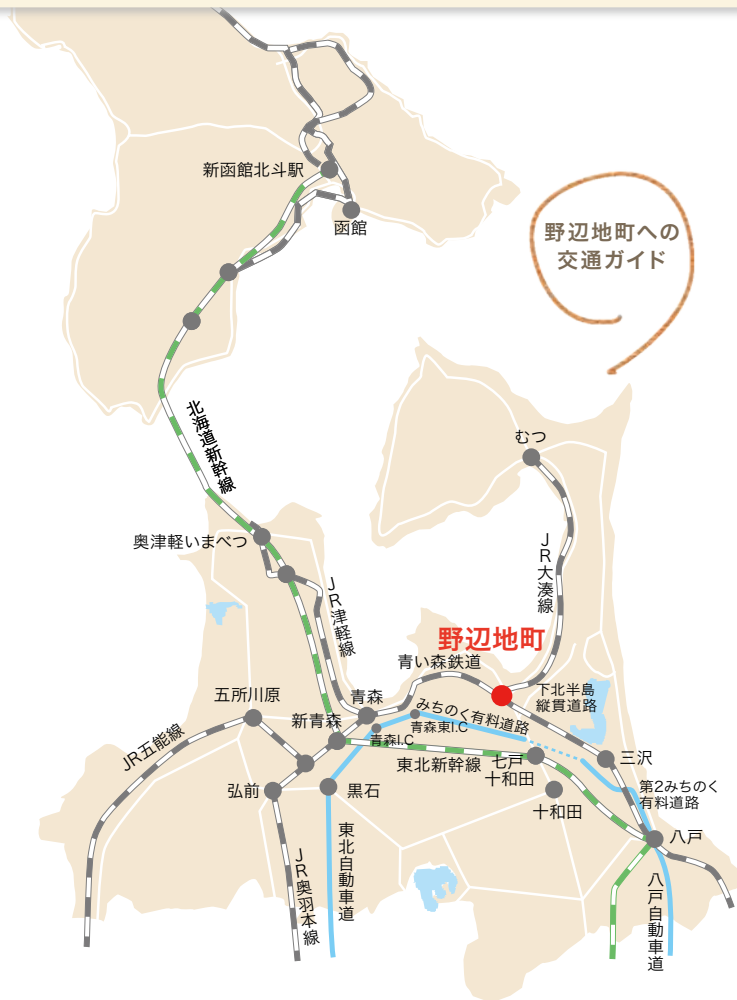 新函館北斗駅
函館
野辺地町への
交通ガイド
北海道新幹線
むつ
奥津軽いまべつ
JR大湊線
JR津軽線
野辺地町
青い森鉄道
下北半島
縦貫道路
五所川原
青森
新青森
みちのく有料道路
青森東I.C
青森I.C
JR五能線
東北新幹線
七戸
十和田
三沢
第2みちのく
有料道路
弘前
黒石
十和田
八戸
東北自動車道
JR奥羽本線
八戸自動車道